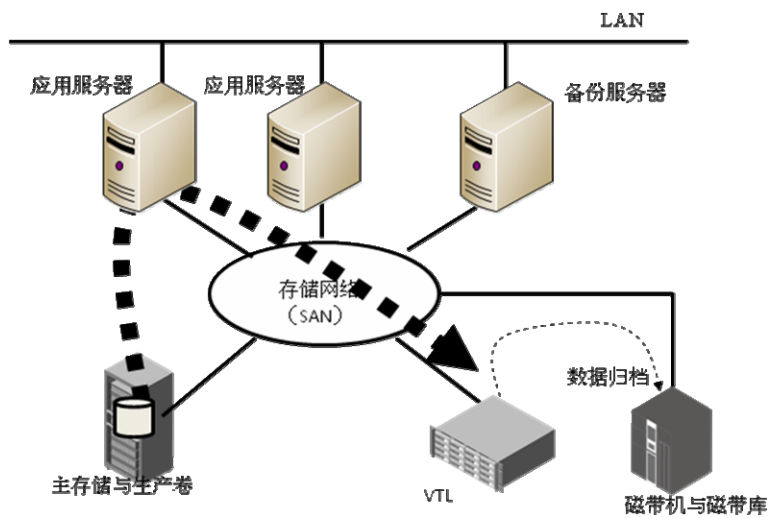 LAN
应用服务器
应用服务器
备份服务器
存储网络
（SAN）
数据归档
主存储与生产卷
VTL
磁带机与磁带库